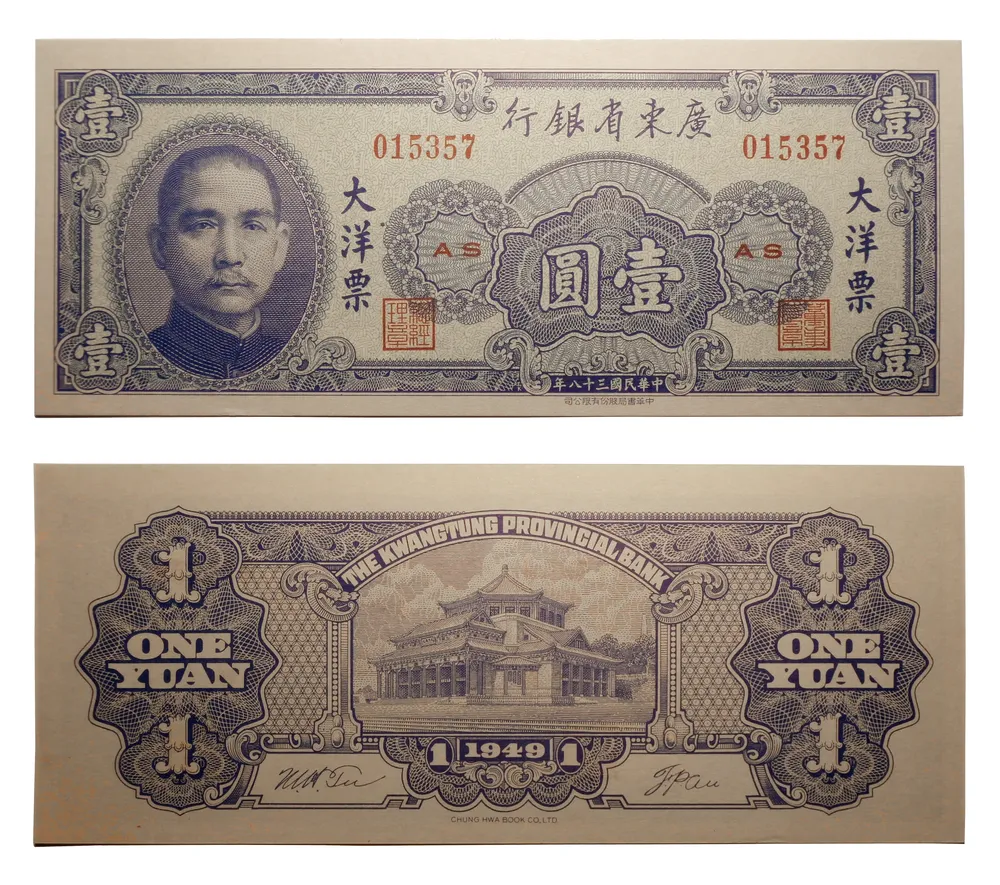 廣東省銀行
壹
壹
015357
015357
大洋票
大洋票
AS
AS
壹圓
壹
壹
中華民國三十八年
中華書局股份有限公司
THE KWANGTUNG PROVINCIAL BANK
1
1
ONE
YUAN
ONE
YUAN
1
1
1 1949 1
CHUNG HWA BOOK CO., LTD.